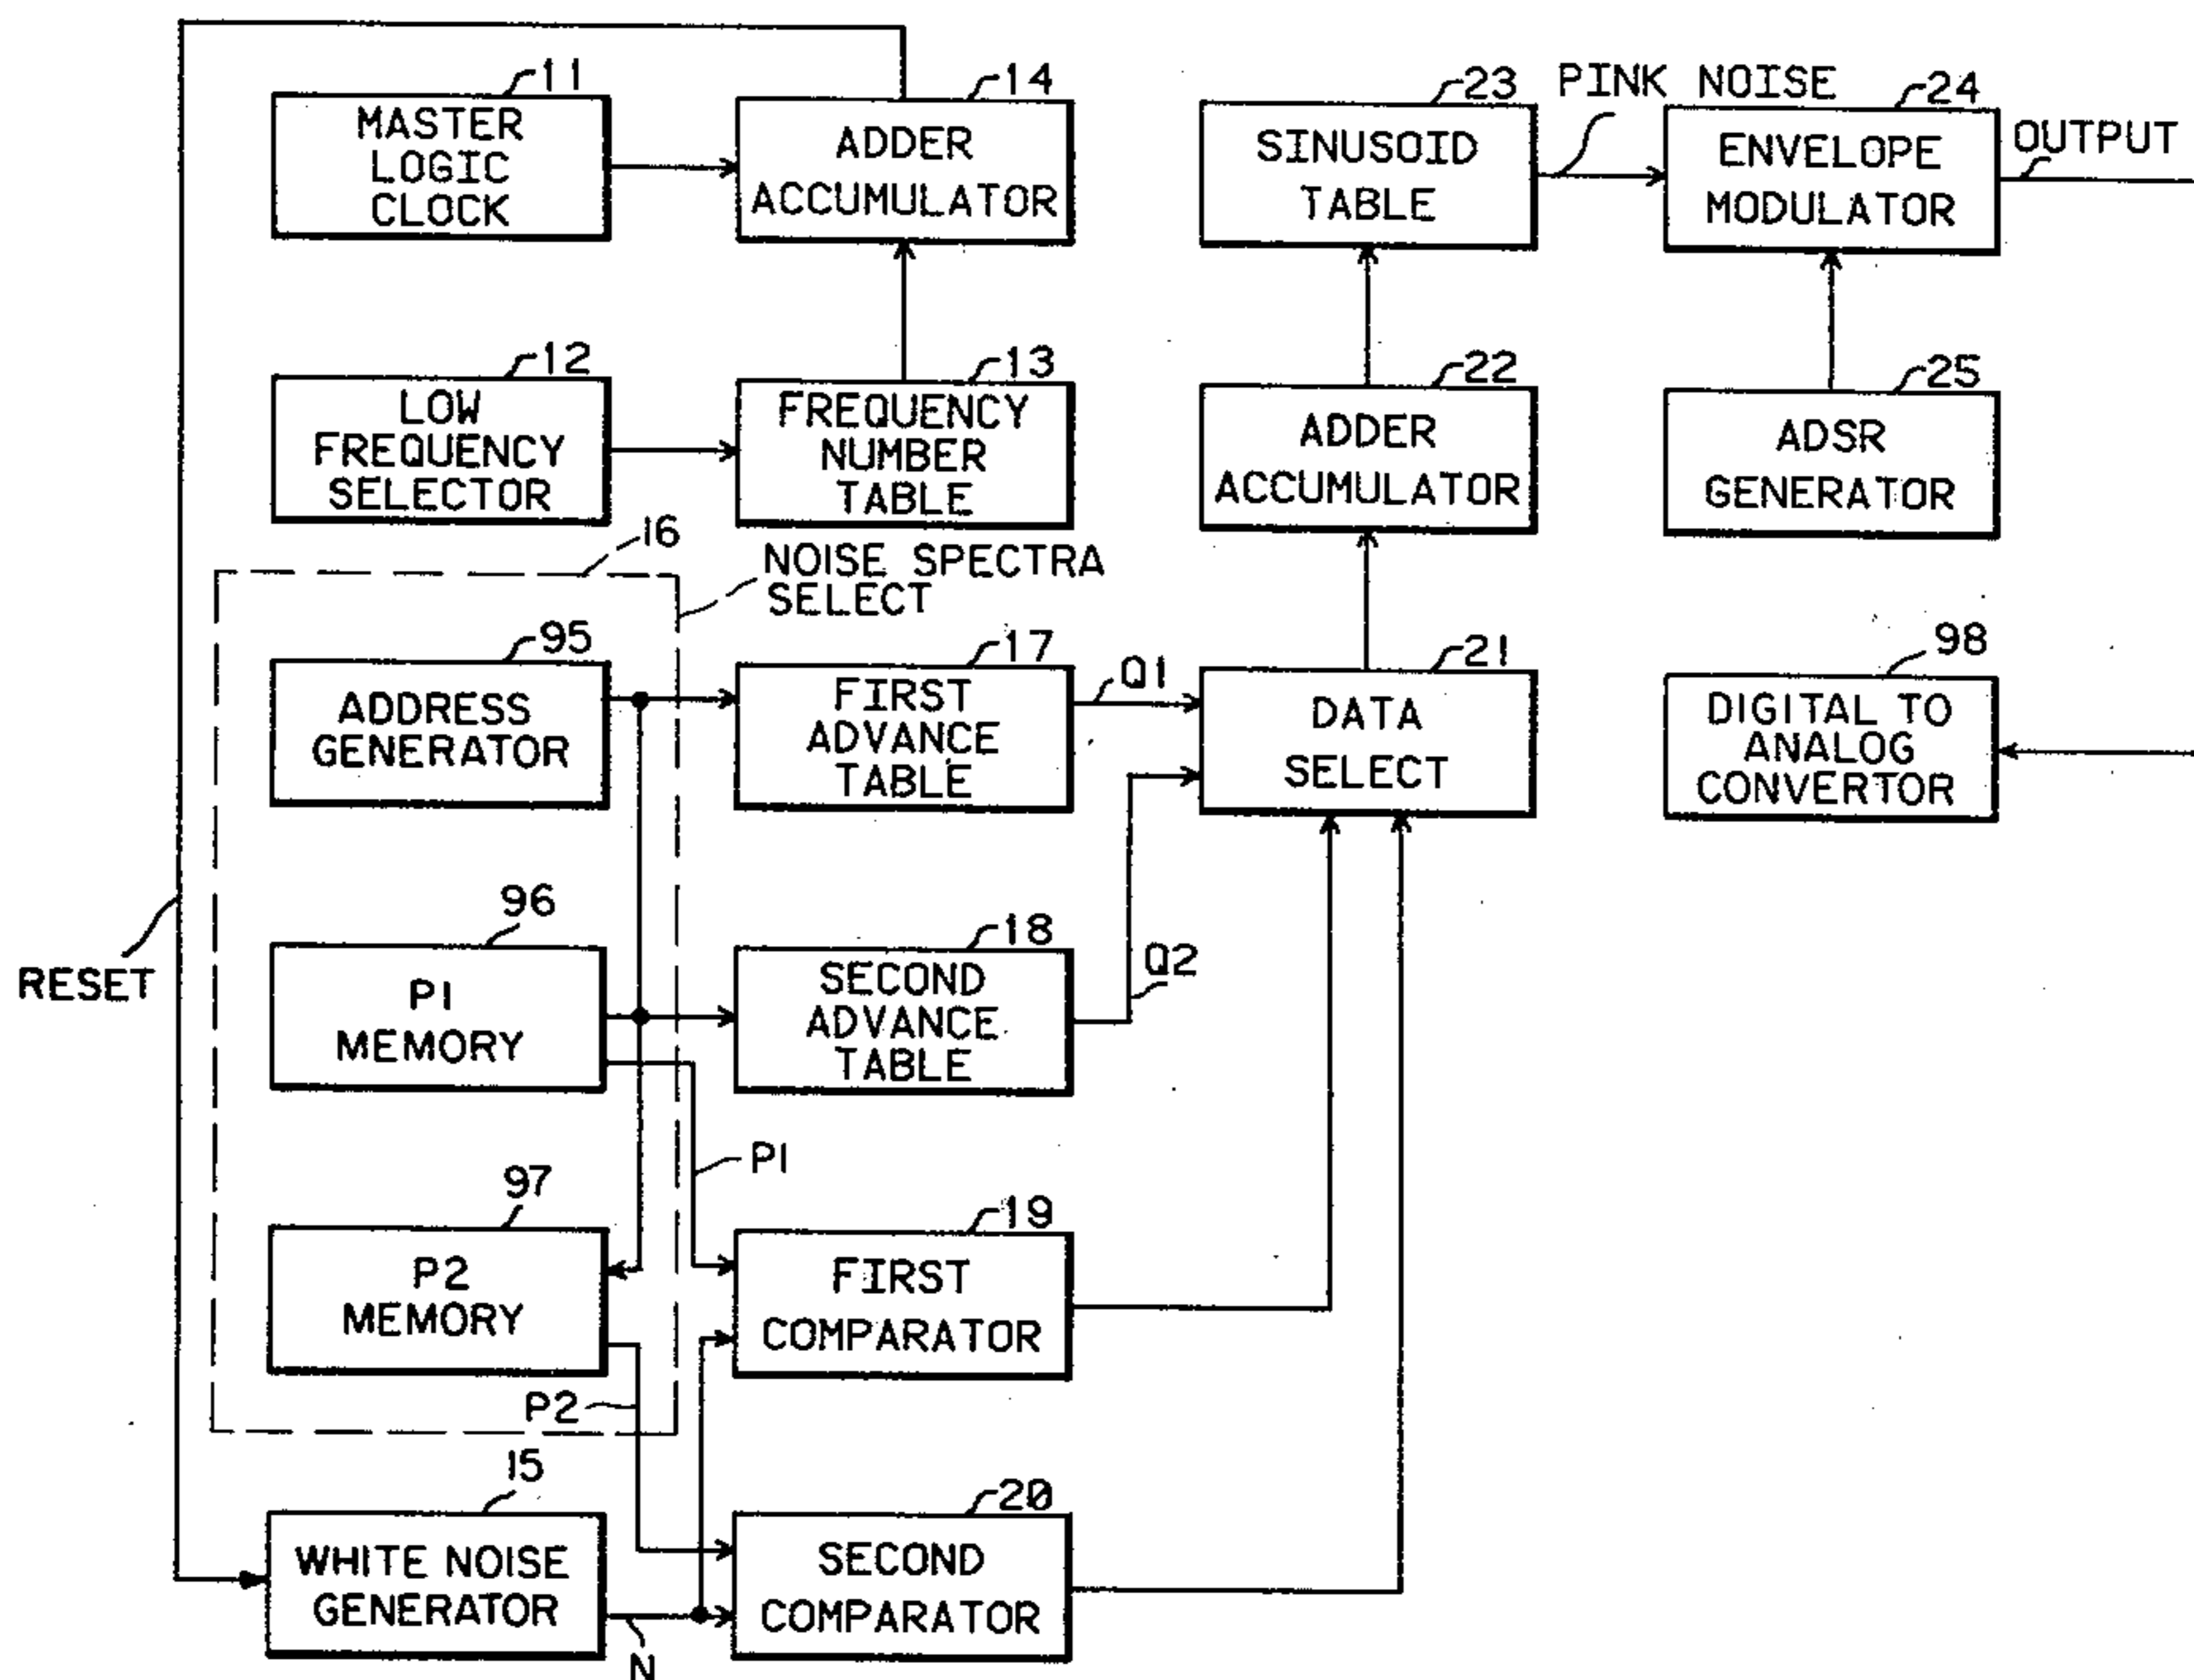 11
MASTER
LOGIC
CLOCK
14
ADDER
ACCUMULATOR
23
SINUSOID
TABLE
PINK NOISE
24
ENVELOPE
MODULATOR
OUTPUT
12
LOW
FREQUENCY
SELECTOR
13
FREQUENCY
NUMBER
TABLE
22
ADDER
ACCUMULATOR
25
ADSR
GENERATOR
16
NOISE SPECTRA
SELECT
95
ADDRESS
GENERATOR
17
FIRST
ADVANCE
TABLE
Q1
21
DATA
SELECT
98
DIGITAL TO
ANALOG
CONVERTOR
RESET
96
P1
MEMORY
18
SECOND
ADVANCE
TABLE
Q2
P1
97
P2
MEMORY
19
FIRST
COMPARATOR
P2
15
WHITE NOISE
GENERATOR
N
20
SECOND
COMPARATOR